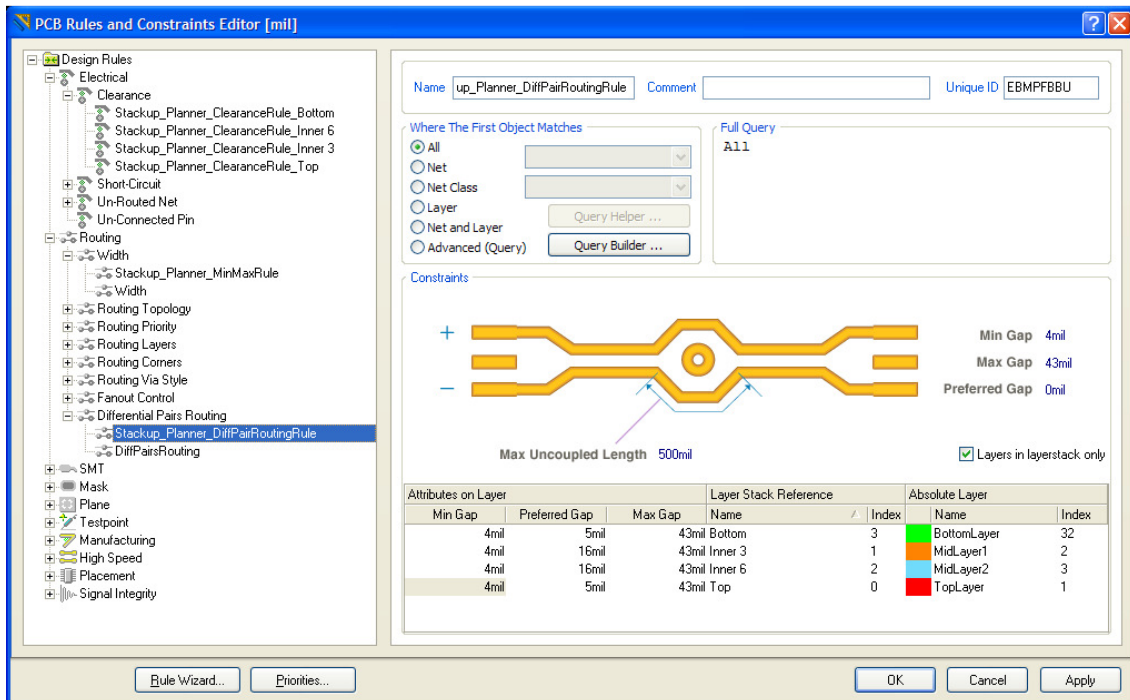 PCB Rules and Constraints Editor [mil]
Design Rules
Electrical
Clearance
Stackup_Planner_ClearanceRule_Bottom
Stackup_Planner_ClearanceRule_Inner 6
Stackup_Planner_ClearanceRule_Inner 3
Stackup_Planner_ClearanceRule_Top
Short-Circuit
Un-Routed Net
Un-Connected Pin
Routing
Width
Stackup_Planner_MinMaxRule
Width
Routing Topology
Routing Priority
Routing Layers
Routing Corners
Routing Via Style
Fanout Control
Differential Pairs Routing
Stackup_Planner_DiffPairRoutingRule
DiffPairsRouting
SMT
Mask
Plane
Testpoint
Manufacturing
High Speed
Placement
Signal Integrity
Name up_Planner_DiffPairRoutingRule Comment Unique ID EBMPFBBU
Where The First Object Matches
All
Net
Net Class
Layer
Net and Layer
Advanced (Query)
Query Helper ...
Query Builder ...
Full Query
All
Constraints
+
−
Min Gap 4mil
Max Gap 43mil
Preferred Gap 0mil
Max Uncoupled Length 500mil
Layers in layerstack only
Attributes on Layer Layer Stack Reference Absolute Layer
Min Gap Preferred Gap Max Gap Name Index Name Index
4mil 5mil 43mil Bottom 3 BottomLayer 32
4mil 16mil 43mil Inner 3 1 MidLayer1 2
4mil 16mil 43mil Inner 6 2 MidLayer2 3
4mil 5mil 43mil Top 0 TopLayer 1
Rule Wizard... Priorities... OK Cancel Apply